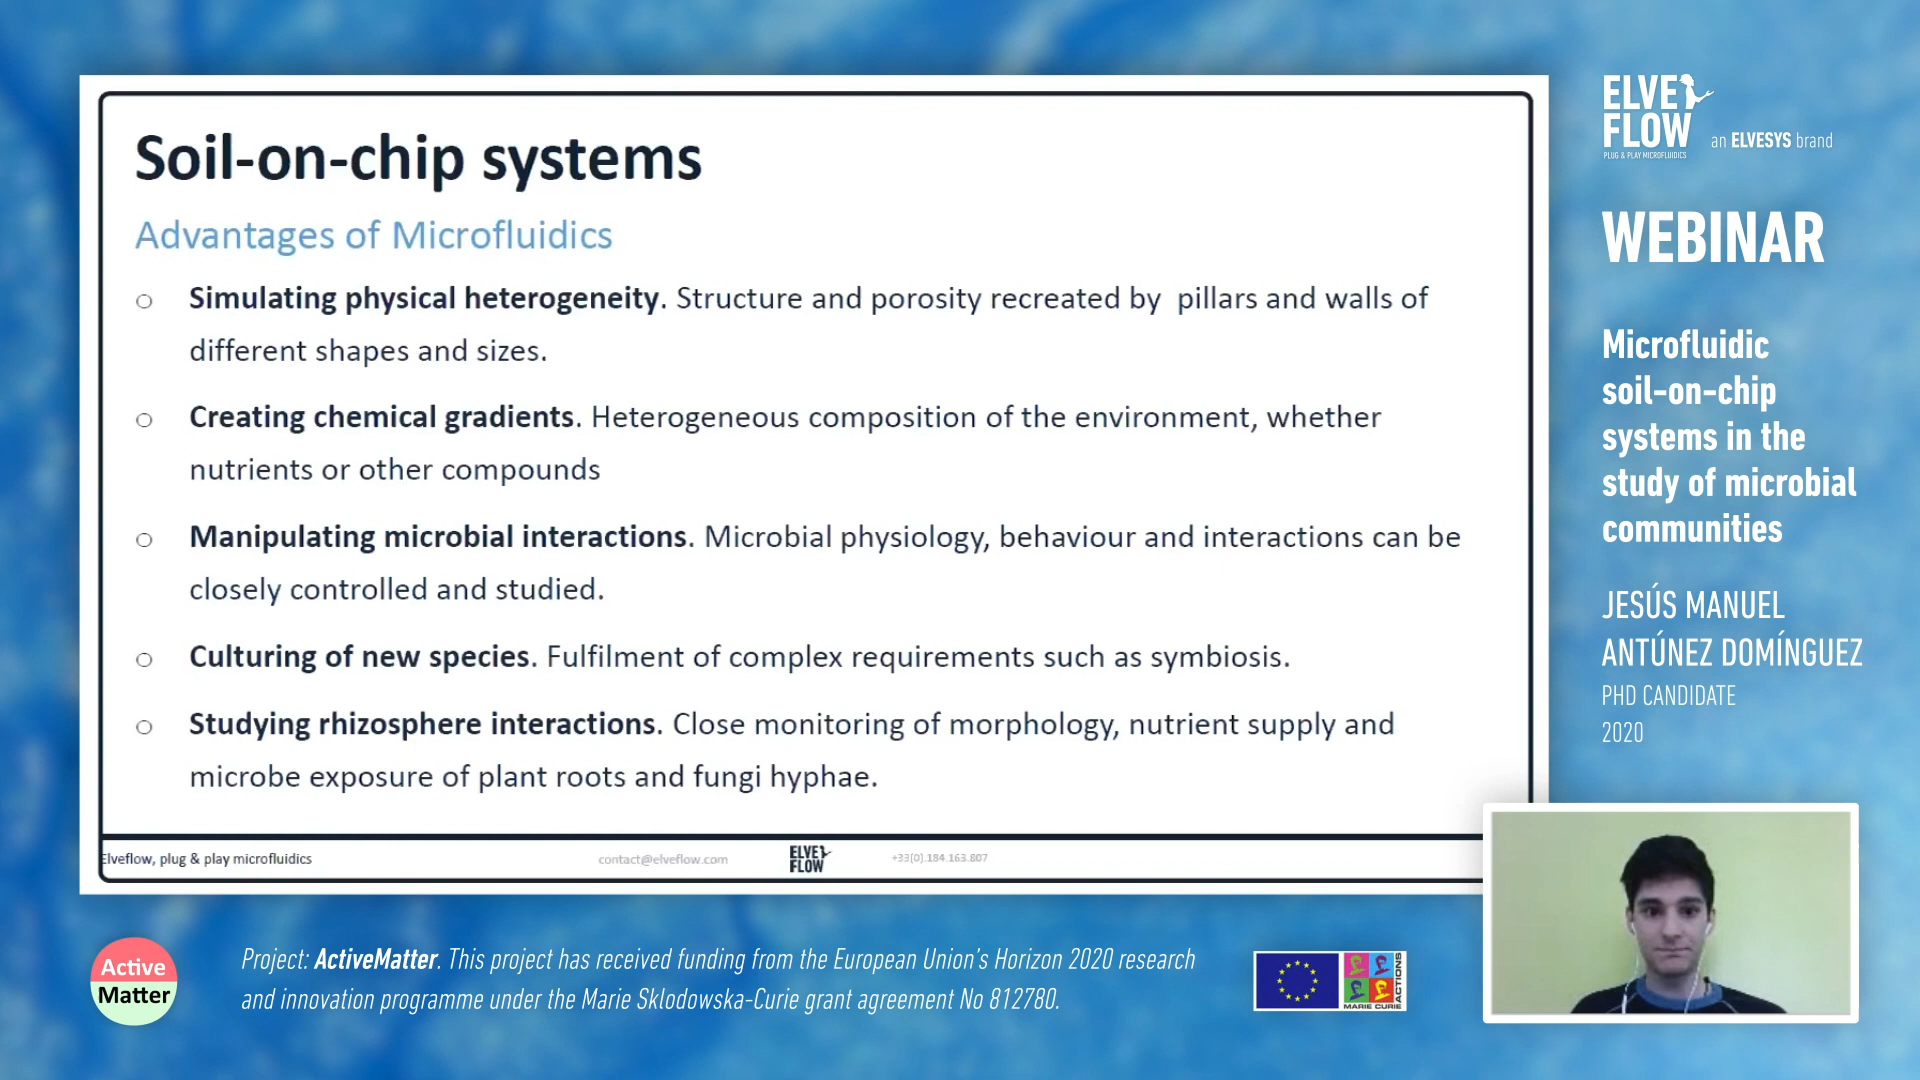 Soil-on-chip systems
Advantages of Microfluidics
Simulating physical heterogeneity. Structure and porosity recreated by pillars and walls of
different shapes and sizes.
Creating chemical gradients. Heterogeneous composition of the environment, whether
nutrients or other compounds
Manipulating microbial interactions. Microbial physiology, behaviour and interactions can be
closely controlled and studied.
Culturing of new species. Fulfilment of complex requirements such as symbiosis.
Studying rhizosphere interactions. Close monitoring of morphology, nutrient supply and
microbe exposure of plant roots and fungi hyphae.
Elveflow, plug & play microfluidics
contact@elveflow.com
ELVE
FLOW
+33(0).184.163.807
ELVE
FLOW
PLUG & PLAY MICROFLUIDICS
an ELVESYS brand
WEBINAR
Microfluidic
soil-on-chip
systems in the
study of microbial
communities
JESÚS MANUEL
ANTÚNEZ DOMÍNGUEZ
PHD CANDIDATE
2020
Active
Matter
Project: ActiveMatter. This project has received funding from the European Union's Horizon 2020 research
and innovation programme under the Marie Sklodowska-Curie grant agreement No 812780.
MARIE CURIE
ACTIONS